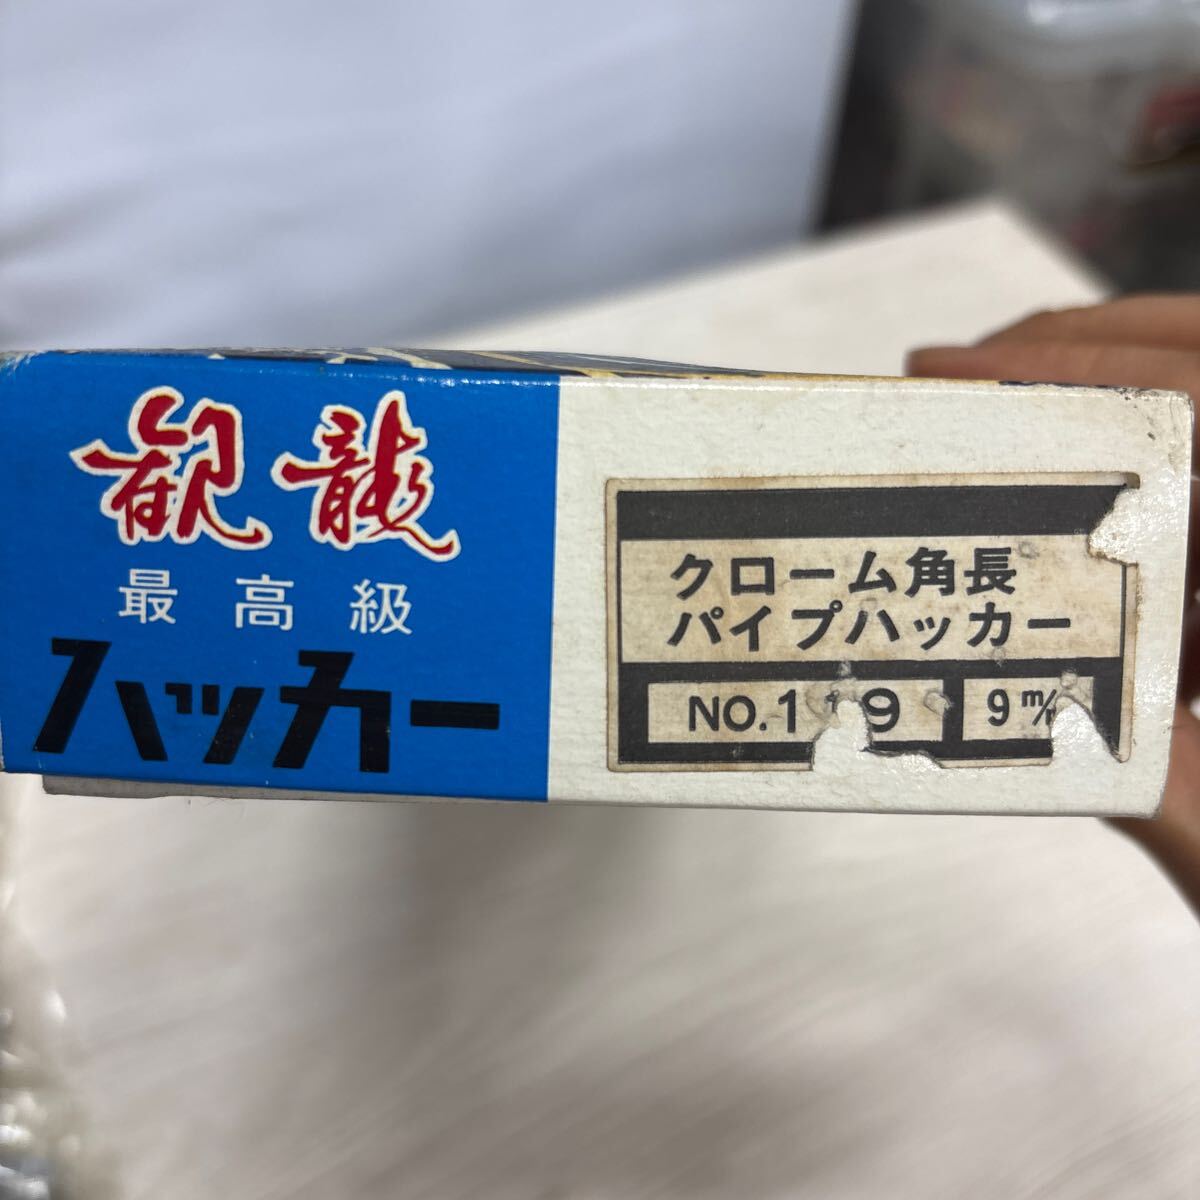 観龍
最高級
ハッカー
クローム角長
パイプハッカー
NO.1 9
9m/